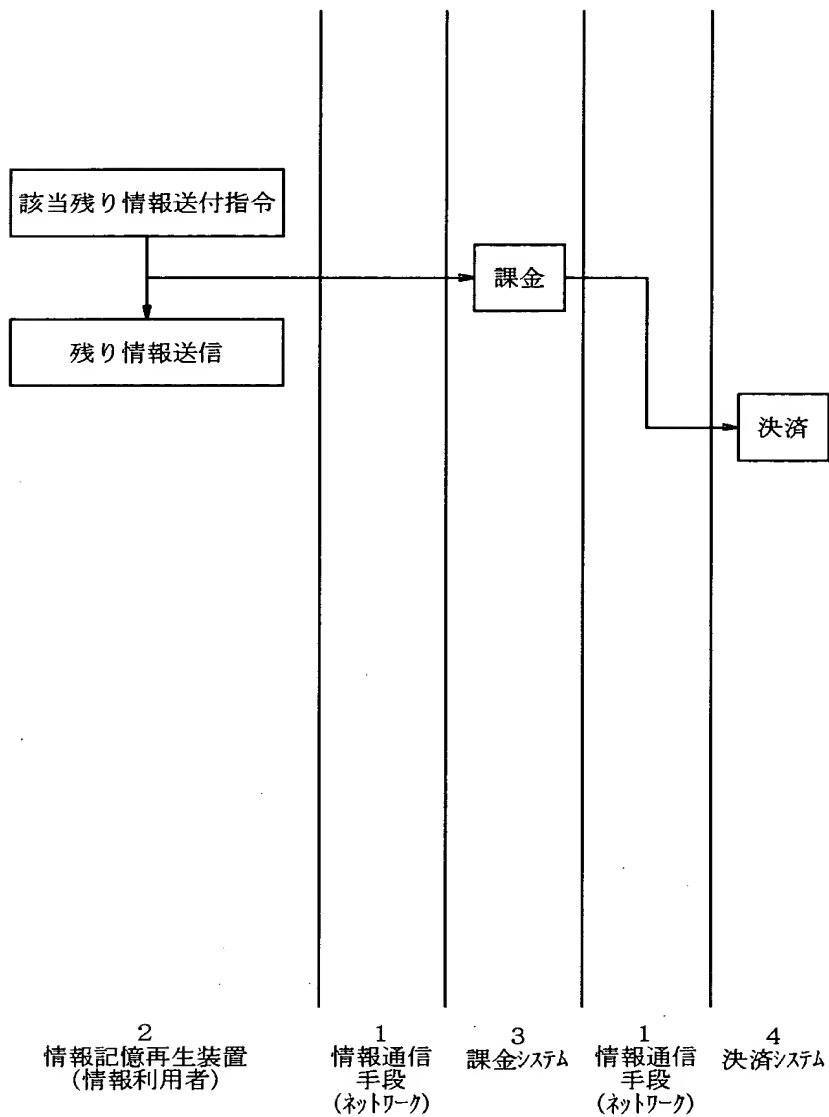 該当残り情報送付指令
課金
残り情報送信
決済
2
情報記憶再生装置
(情報利用者)
1
情報通信
手段
(ネットワーク)
3
課金システム
1
情報通信
手段
(ネットワーク)
4
決済システム